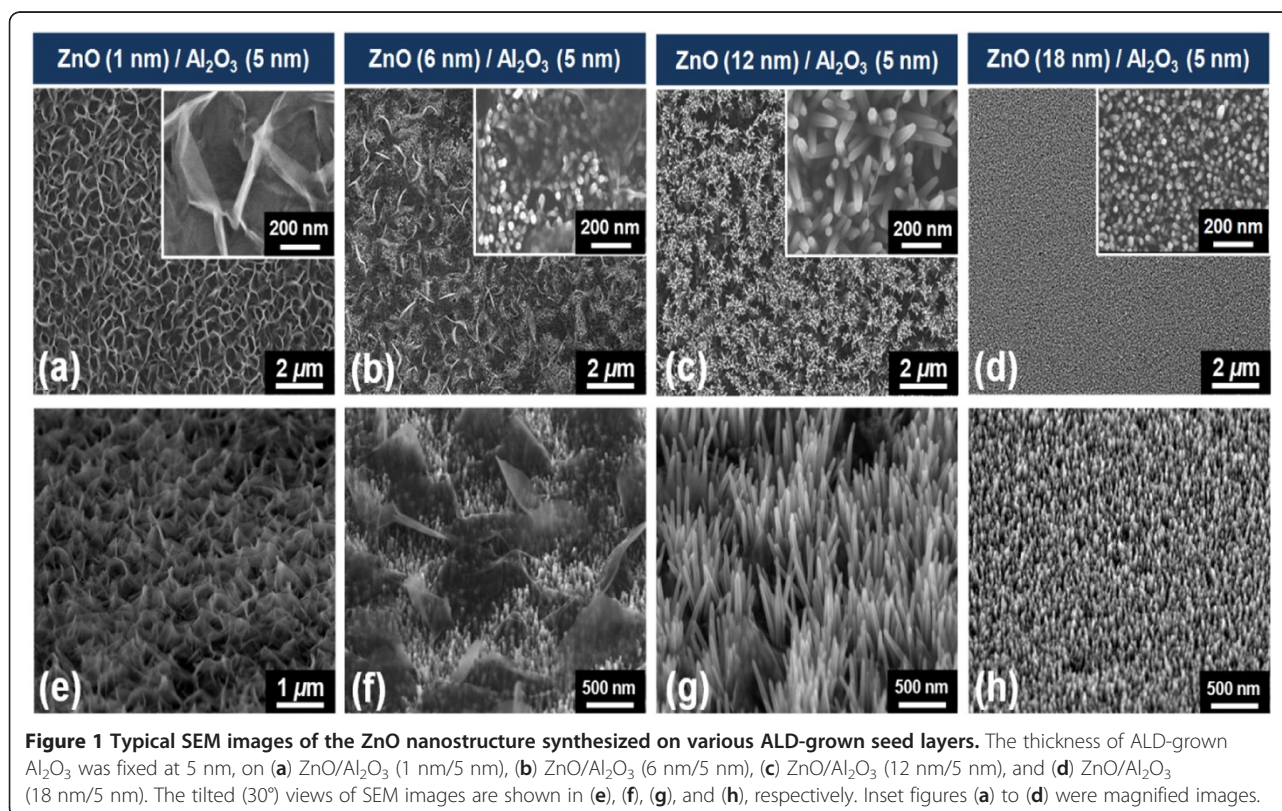 ZnO (1 nm) / Al₂O₃ (5 nm)
ZnO (6 nm) / Al₂O₃ (5 nm)
ZnO (12 nm) / Al₂O₃ (5 nm)
ZnO (18 nm) / Al₂O₃ (5 nm)
200 nm
200 nm
200 nm
200 nm
(a)
2 µm
(b)
2 µm
(c)
2 µm
(d)
2 µm
(e)
1 µm
(f)
500 nm
(g)
500 nm
(h)
500 nm
Figure 1 Typical SEM images of the ZnO nanostructure synthesized on various ALD-grown seed layers. The thickness of ALD-grown
Al₂O₃ was fixed at 5 nm, on (a) ZnO/Al₂O₃ (1 nm/5 nm), (b) ZnO/Al₂O₃ (6 nm/5 nm), (c) ZnO/Al₂O₃ (12 nm/5 nm), and (d) ZnO/Al₂O₃
(18 nm/5 nm). The tilted (30°) views of SEM images are shown in (e), (f), (g), and (h), respectively. Inset figures (a) to (d) were magnified images.